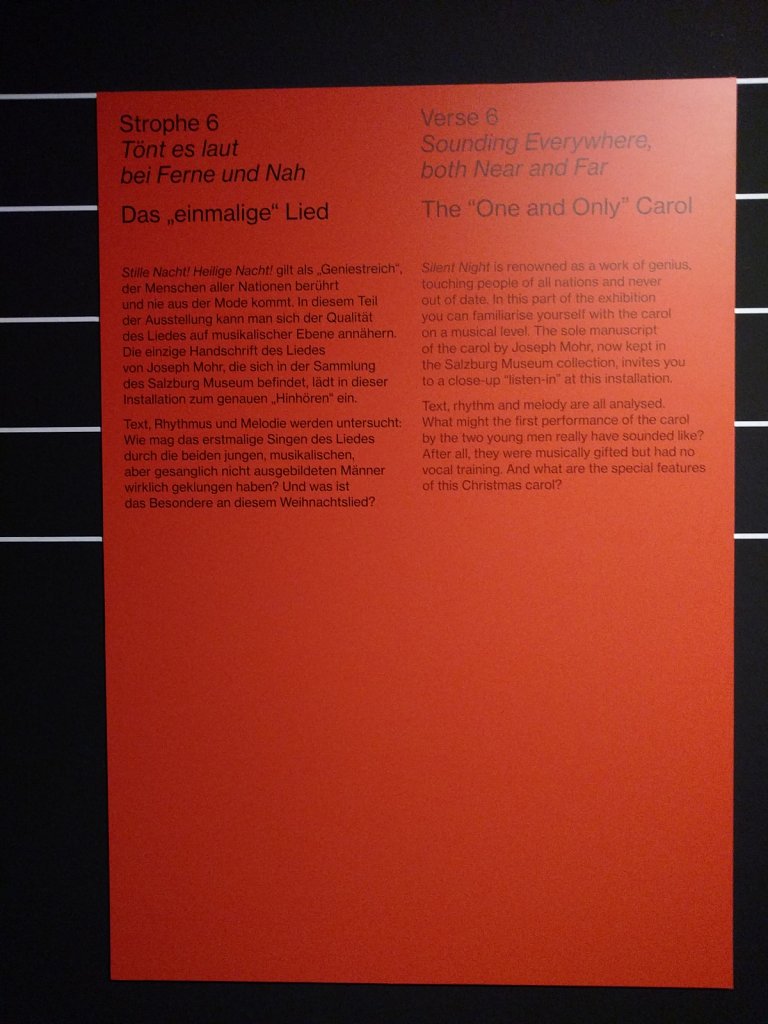 Strophe 6
Tönt es laut
bei Ferne und Nah
Das „einmalige“ Lied
Stille Nacht! Heilige Nacht! gilt als „Geniestreich“,
der Menschen aller Nationen berührt
und nie aus der Mode kommt. In diesem Teil
der Ausstellung kann man sich der Qualität
des Liedes auf musikalischer Ebene annähern.
Die einzige Handschrift des Liedes
von Joseph Mohr, die sich in der Sammlung
des Salzburg Museum befindet, lädt in dieser
Installation zum genauen „Hinhören“ ein.
Text, Rhythmus und Melodie werden untersucht:
Wie mag das erstmalige Singen des Liedes
durch die beiden jungen, musikalischen,
aber gesanglich nicht ausgebildeten Männer
wirklich geklungen haben? Und was ist
das Besondere an diesem Weihnachtslied?
Verse 6
Sounding Everywhere,
both Near and Far
The “One and Only” Carol
Silent Night is renowned as a work of genius,
touching people of all nations and never
out of date. In this part of the exhibition
you can familiarise yourself with the carol
on a musical level. The sole manuscript
of the carol by Joseph Mohr, now kept in
the Salzburg Museum collection, invites you
to a close-up “listen-in” at this installation.
Text, rhythm and melody are all analysed.
What might the first performance of the carol
by the two young men really have sounded like?
After all, they were musically gifted but had no
vocal training. And what are the special features
of this Christmas carol?